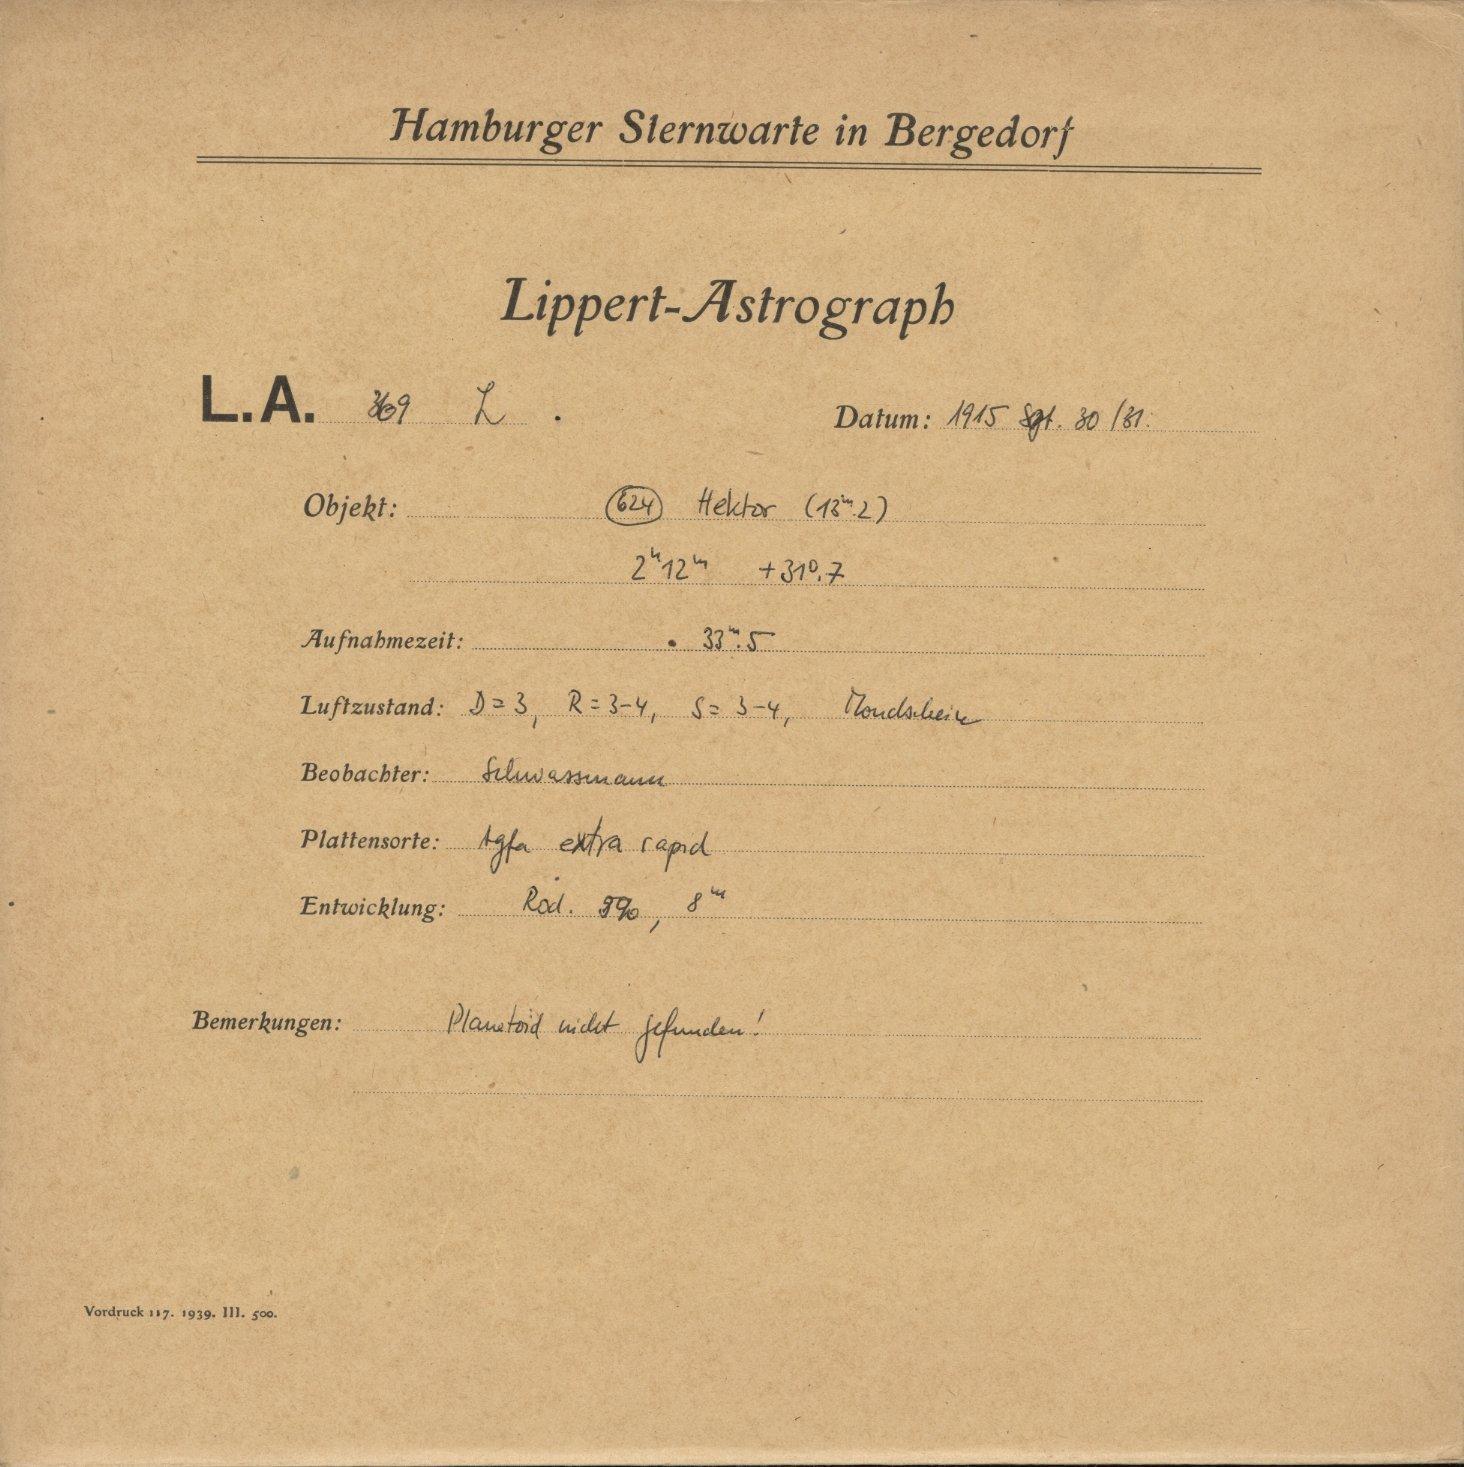 Hamburger Sternwarte in Bergedorf
Lippert-Astrograph
L.A. 369 L . Datum: 1915 Sept. 30/31.
Objekt: 624 Hektor (13ᵐ.2)
2ʰ12ᵐ +31⁰.7
Aufnahmezeit: 33ᵐ.5
Luftzustand: D = 3, R = 3-4, S = 3-4, Mondschein
Beobachter: Schwassmann
Plattensorte: Agfa extra rapid
Entwicklung: Rod. 5%, 8ᵐ
Bemerkungen: Planetoid nicht gefunden!
Vordruck 117. 1939. III. 500.